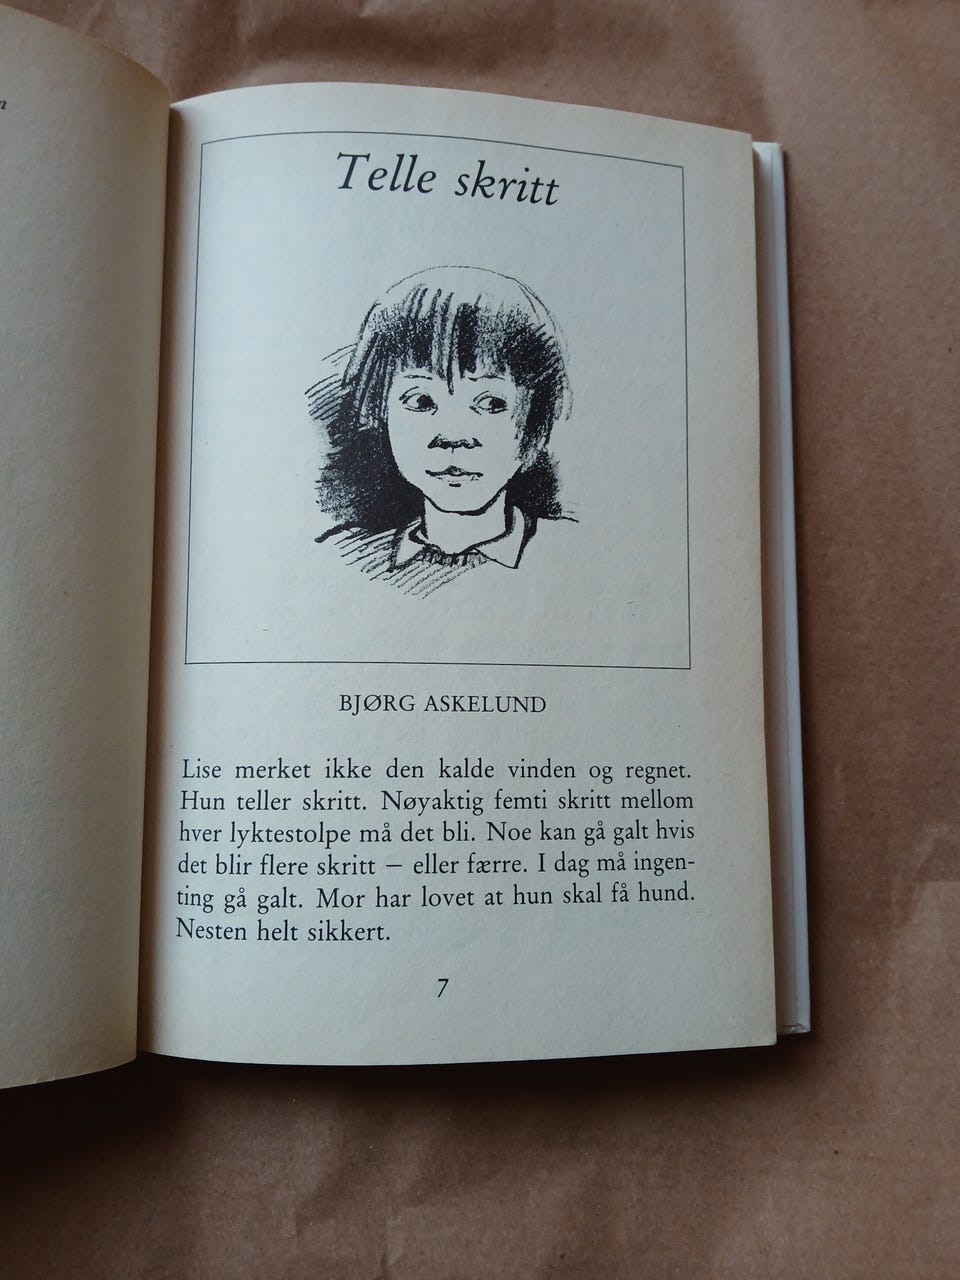 Telle skritt
BJØRG ASKELUND
Lise merket ikke den kalde vinden og regnet.
Hun teller skritt. Nøyaktig femti skritt mellom
hver lyktestolpe må det bli. Noe kan gå galt hvis
det blir flere skritt – eller færre. I dag må ingen-
ting gå galt. Mor har lovet at hun skal få hund.
Nesten helt sikkert.
7